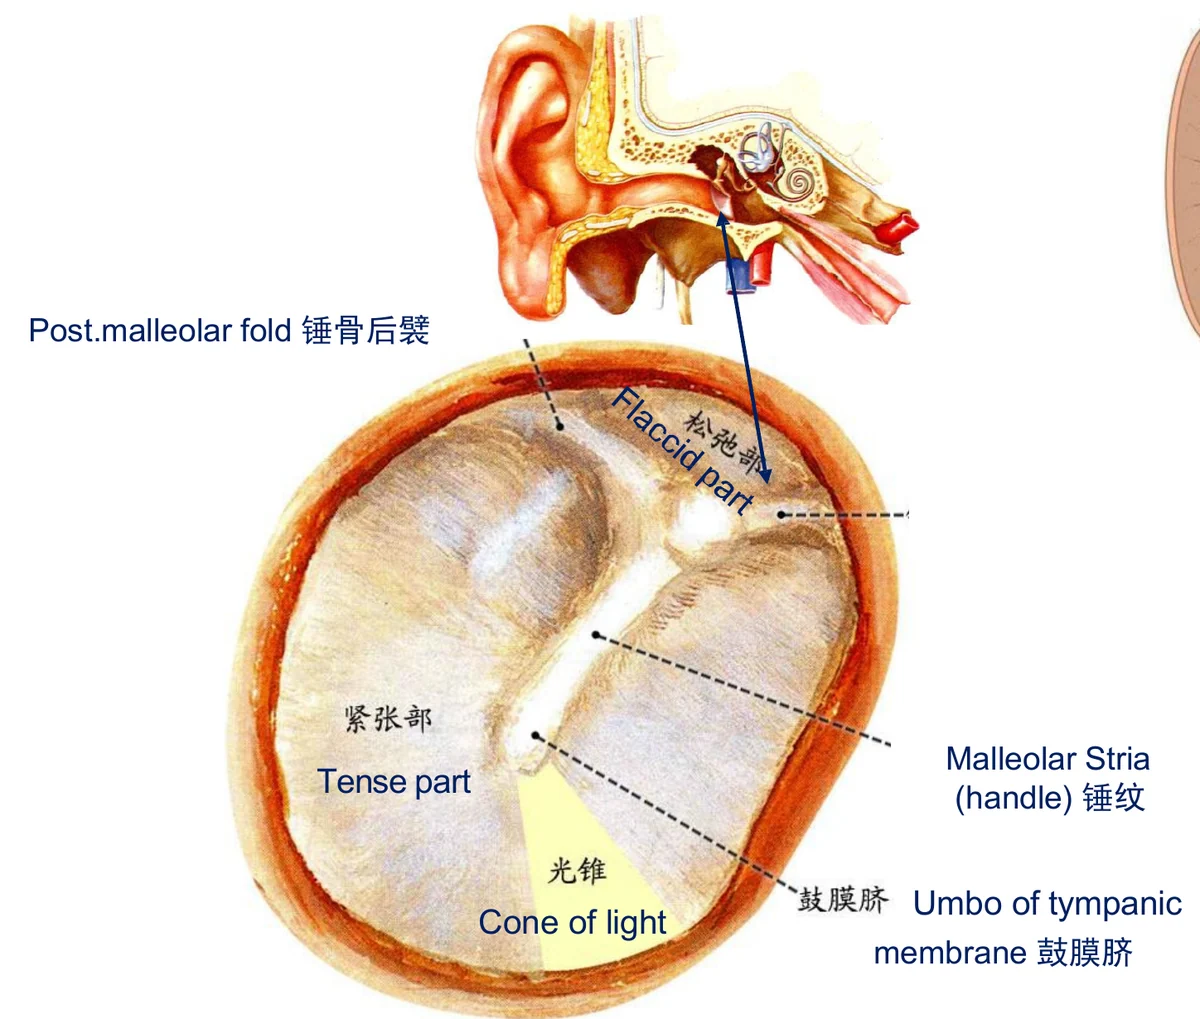 Post.malleolar fold 锤骨后襞
松弛部
Flaccid part
紧张部
Tense part
Malleolar Stria
(handle) 锤纹
光锥
Cone of light
鼓膜脐
Umbo of tympanic
membrane 鼓膜脐